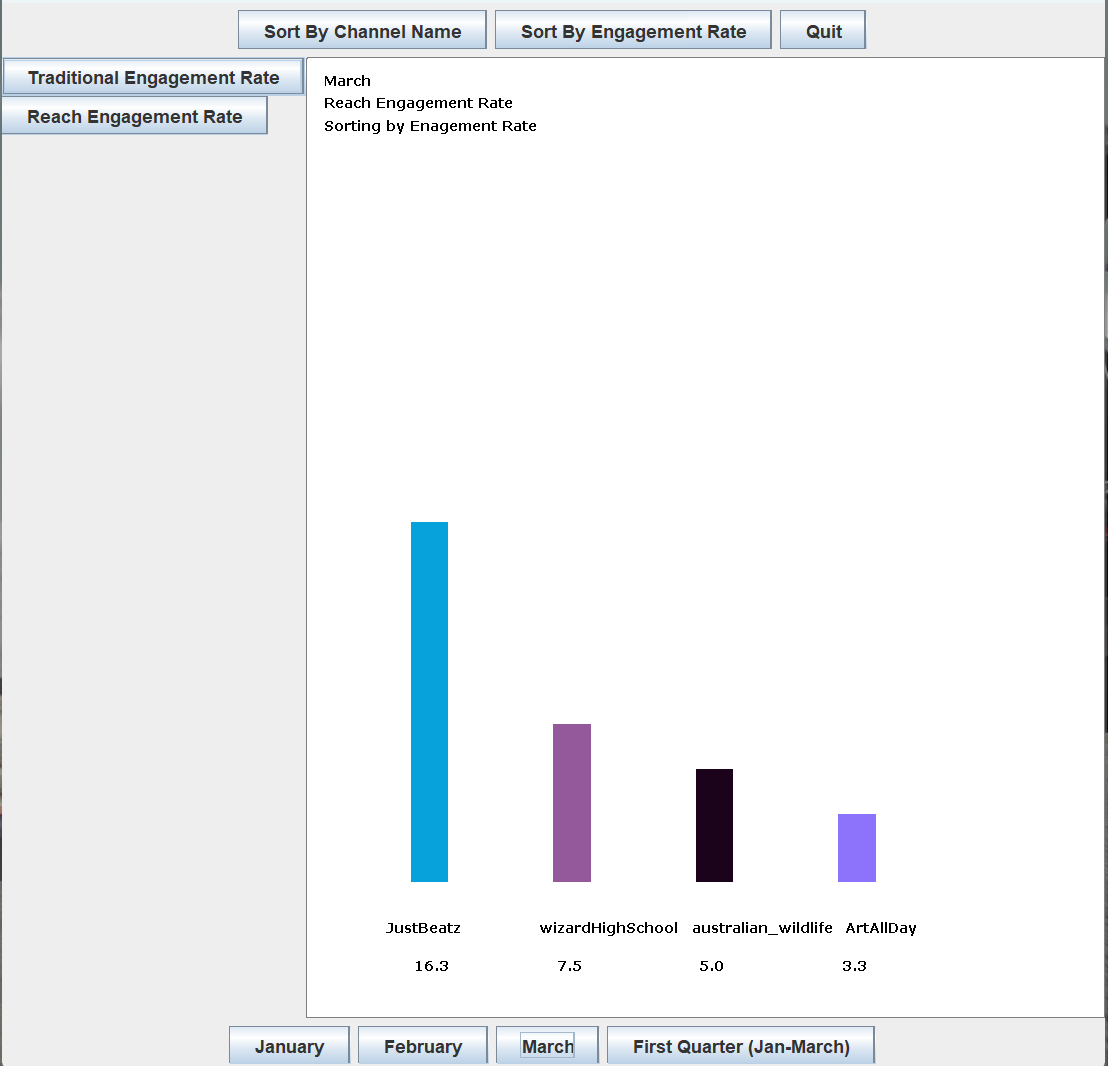 Sort By Channel Name
Sort By Engagement Rate
Quit
Traditional Engagement Rate
Reach Engagement Rate
March
Reach Engagement Rate
Sorting by Enagement Rate
JustBeatz wizardHighSchool australian_wildlife ArtAllDay
16.3 7.5 5.0 3.3
January
February
March
First Quarter (Jan-March)